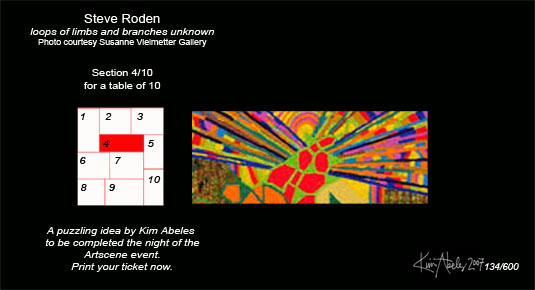 Steve Roden
loops of limbs and branches unknown
Photo courtesy Susanne Vielmetter Gallery
Section 4/10
for a table of 10
1 2 3
4 5
6 7
8 9 10
A puzzling idea by Kim Abeles
to be completed the night of the
Artscene event.
Print your ticket now.
Kim Abeles 2007 134/600